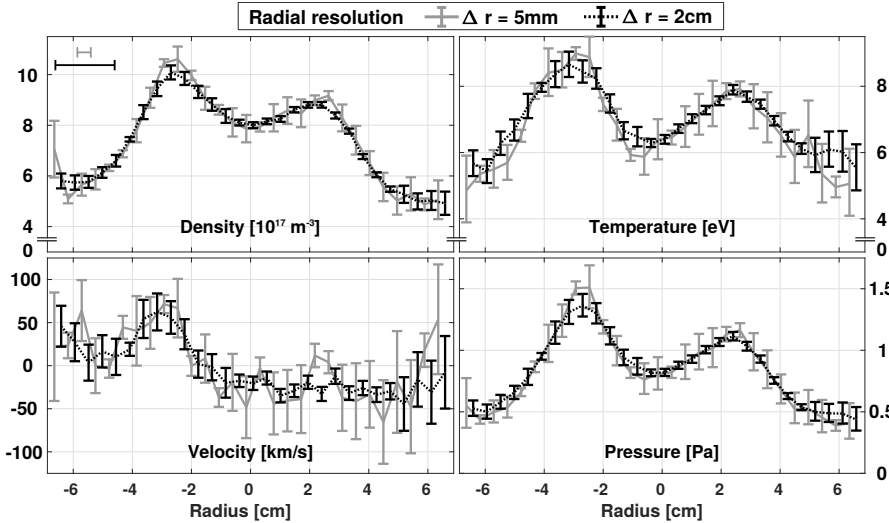 Radial resolution Δ r = 5mm Δ r = 2cm
10
8
6
4
0
Density [10¹⁷ m⁻³]
8
6
4
0
Temperature [eV]
100
50
0
-50
-100
Velocity [km/s]
1.5
1
0.5
0
Pressure [Pa]
-6 -4 -2 0 2 4 6
Radius [cm]
-6 -4 -2 0 2 4 6
Radius [cm]